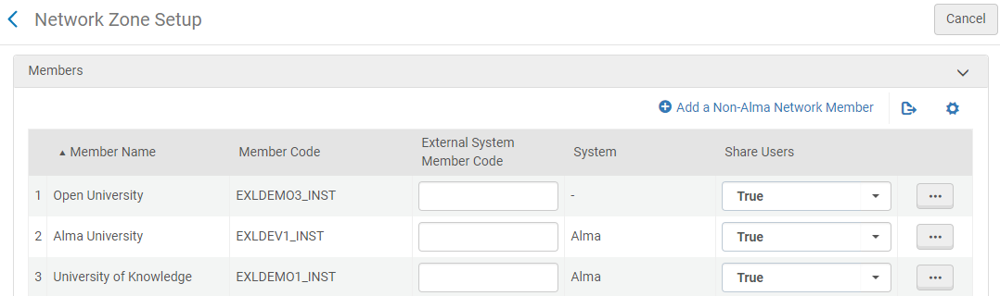 Network Zone Setup
Cancel
Members
Add a Non-Alma Network Member
Member Name Member Code External System Member Code System Share Users
1 Open University EXLDEMO3_INST - True
2 Alma University EXLDEV1_INST Alma True
3 University of Knowledge EXLDEMO1_INST Alma True